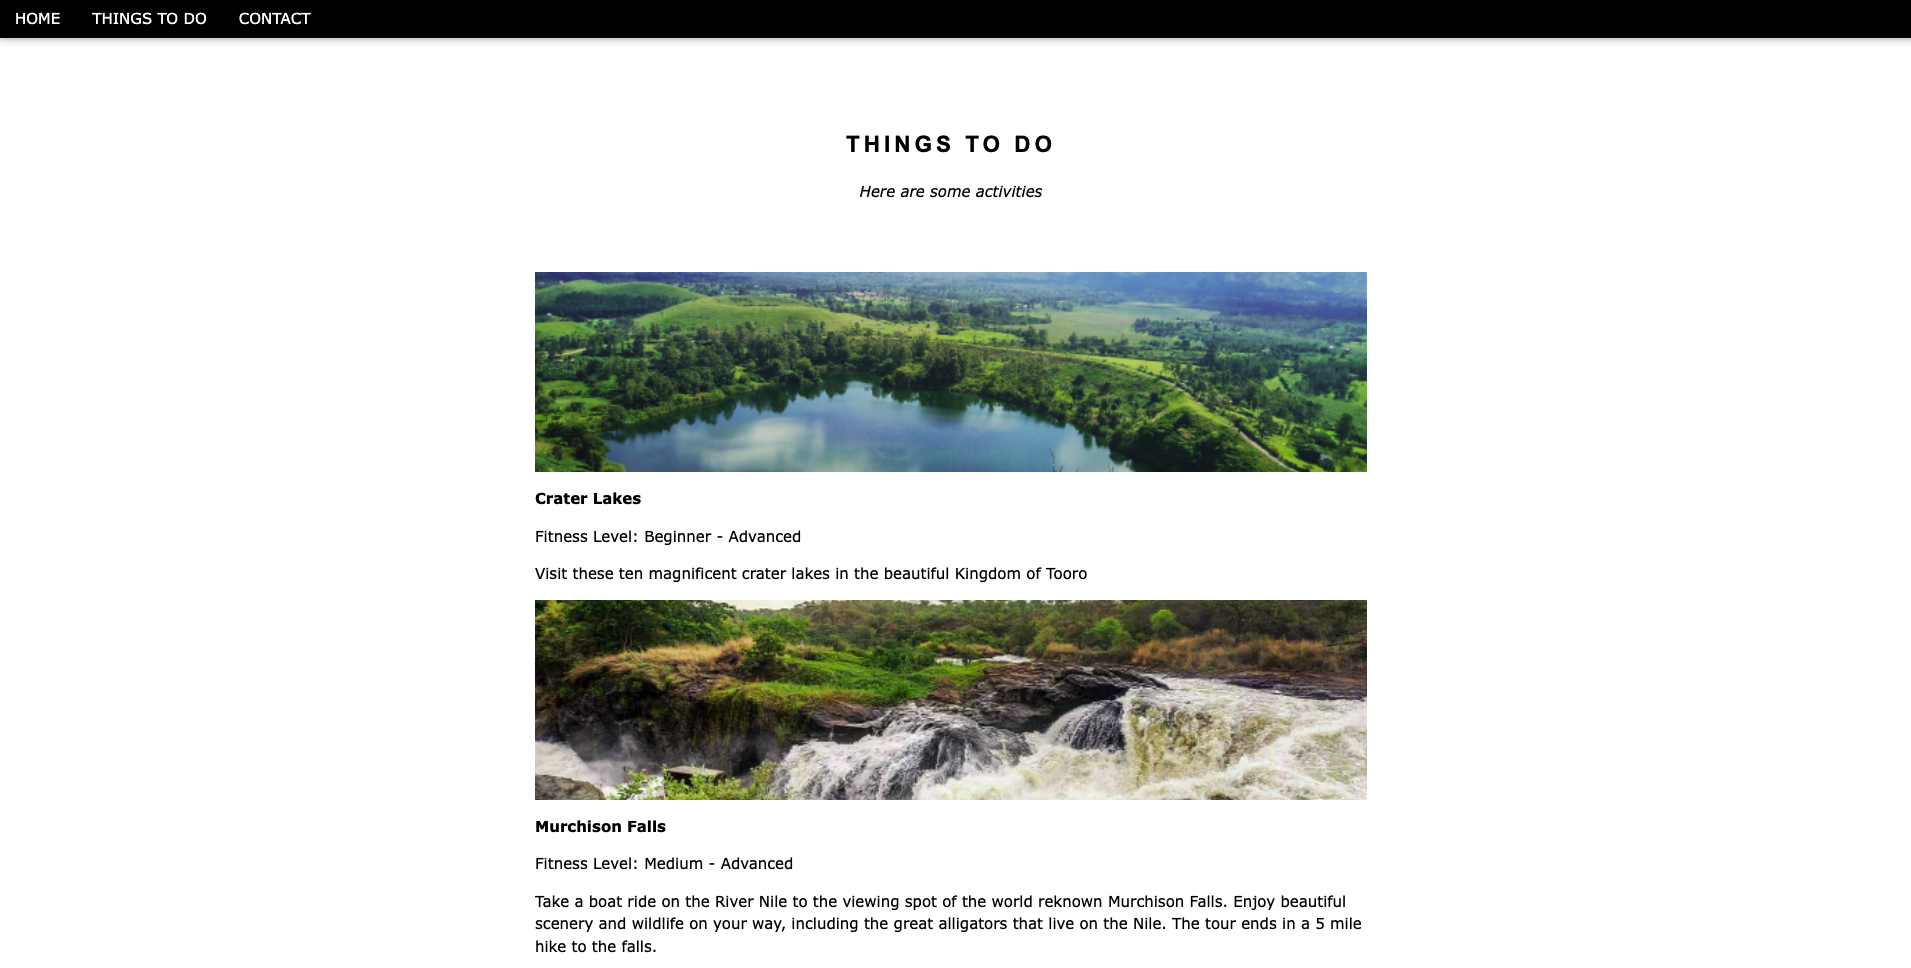 HOME THINGS TO DO CONTACT
THINGS TO DO
Here are some activities
Crater Lakes
Fitness Level: Beginner - Advanced
Visit these ten magnificent crater lakes in the beautiful Kingdom of Tooro
Murchison Falls
Fitness Level: Medium - Advanced
Take a boat ride on the River Nile to the viewing spot of the world reknown Murchison Falls. Enjoy beautiful
scenery and wildlife on your way, including the great alligators that live on the Nile. The tour ends in a 5 mile
hike to the falls.